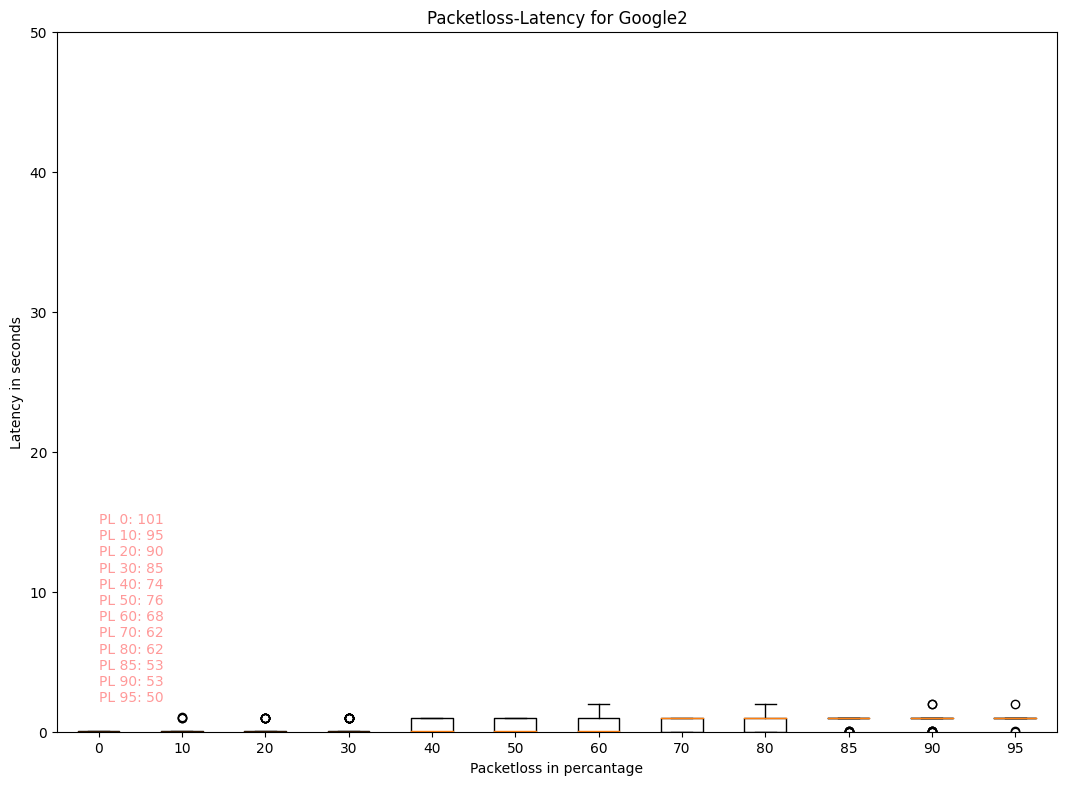 Packetloss-Latency for Google2
50
40
30
20
10
0
Latency in seconds
PL 0: 101
PL 10: 95
PL 20: 90
PL 30: 85
PL 40: 74
PL 50: 76
PL 60: 68
PL 70: 62
PL 80: 62
PL 85: 53
PL 90: 53
PL 95: 50
0 10 20 30 40 50 60 70 80 85 90 95
Packetloss in percantage